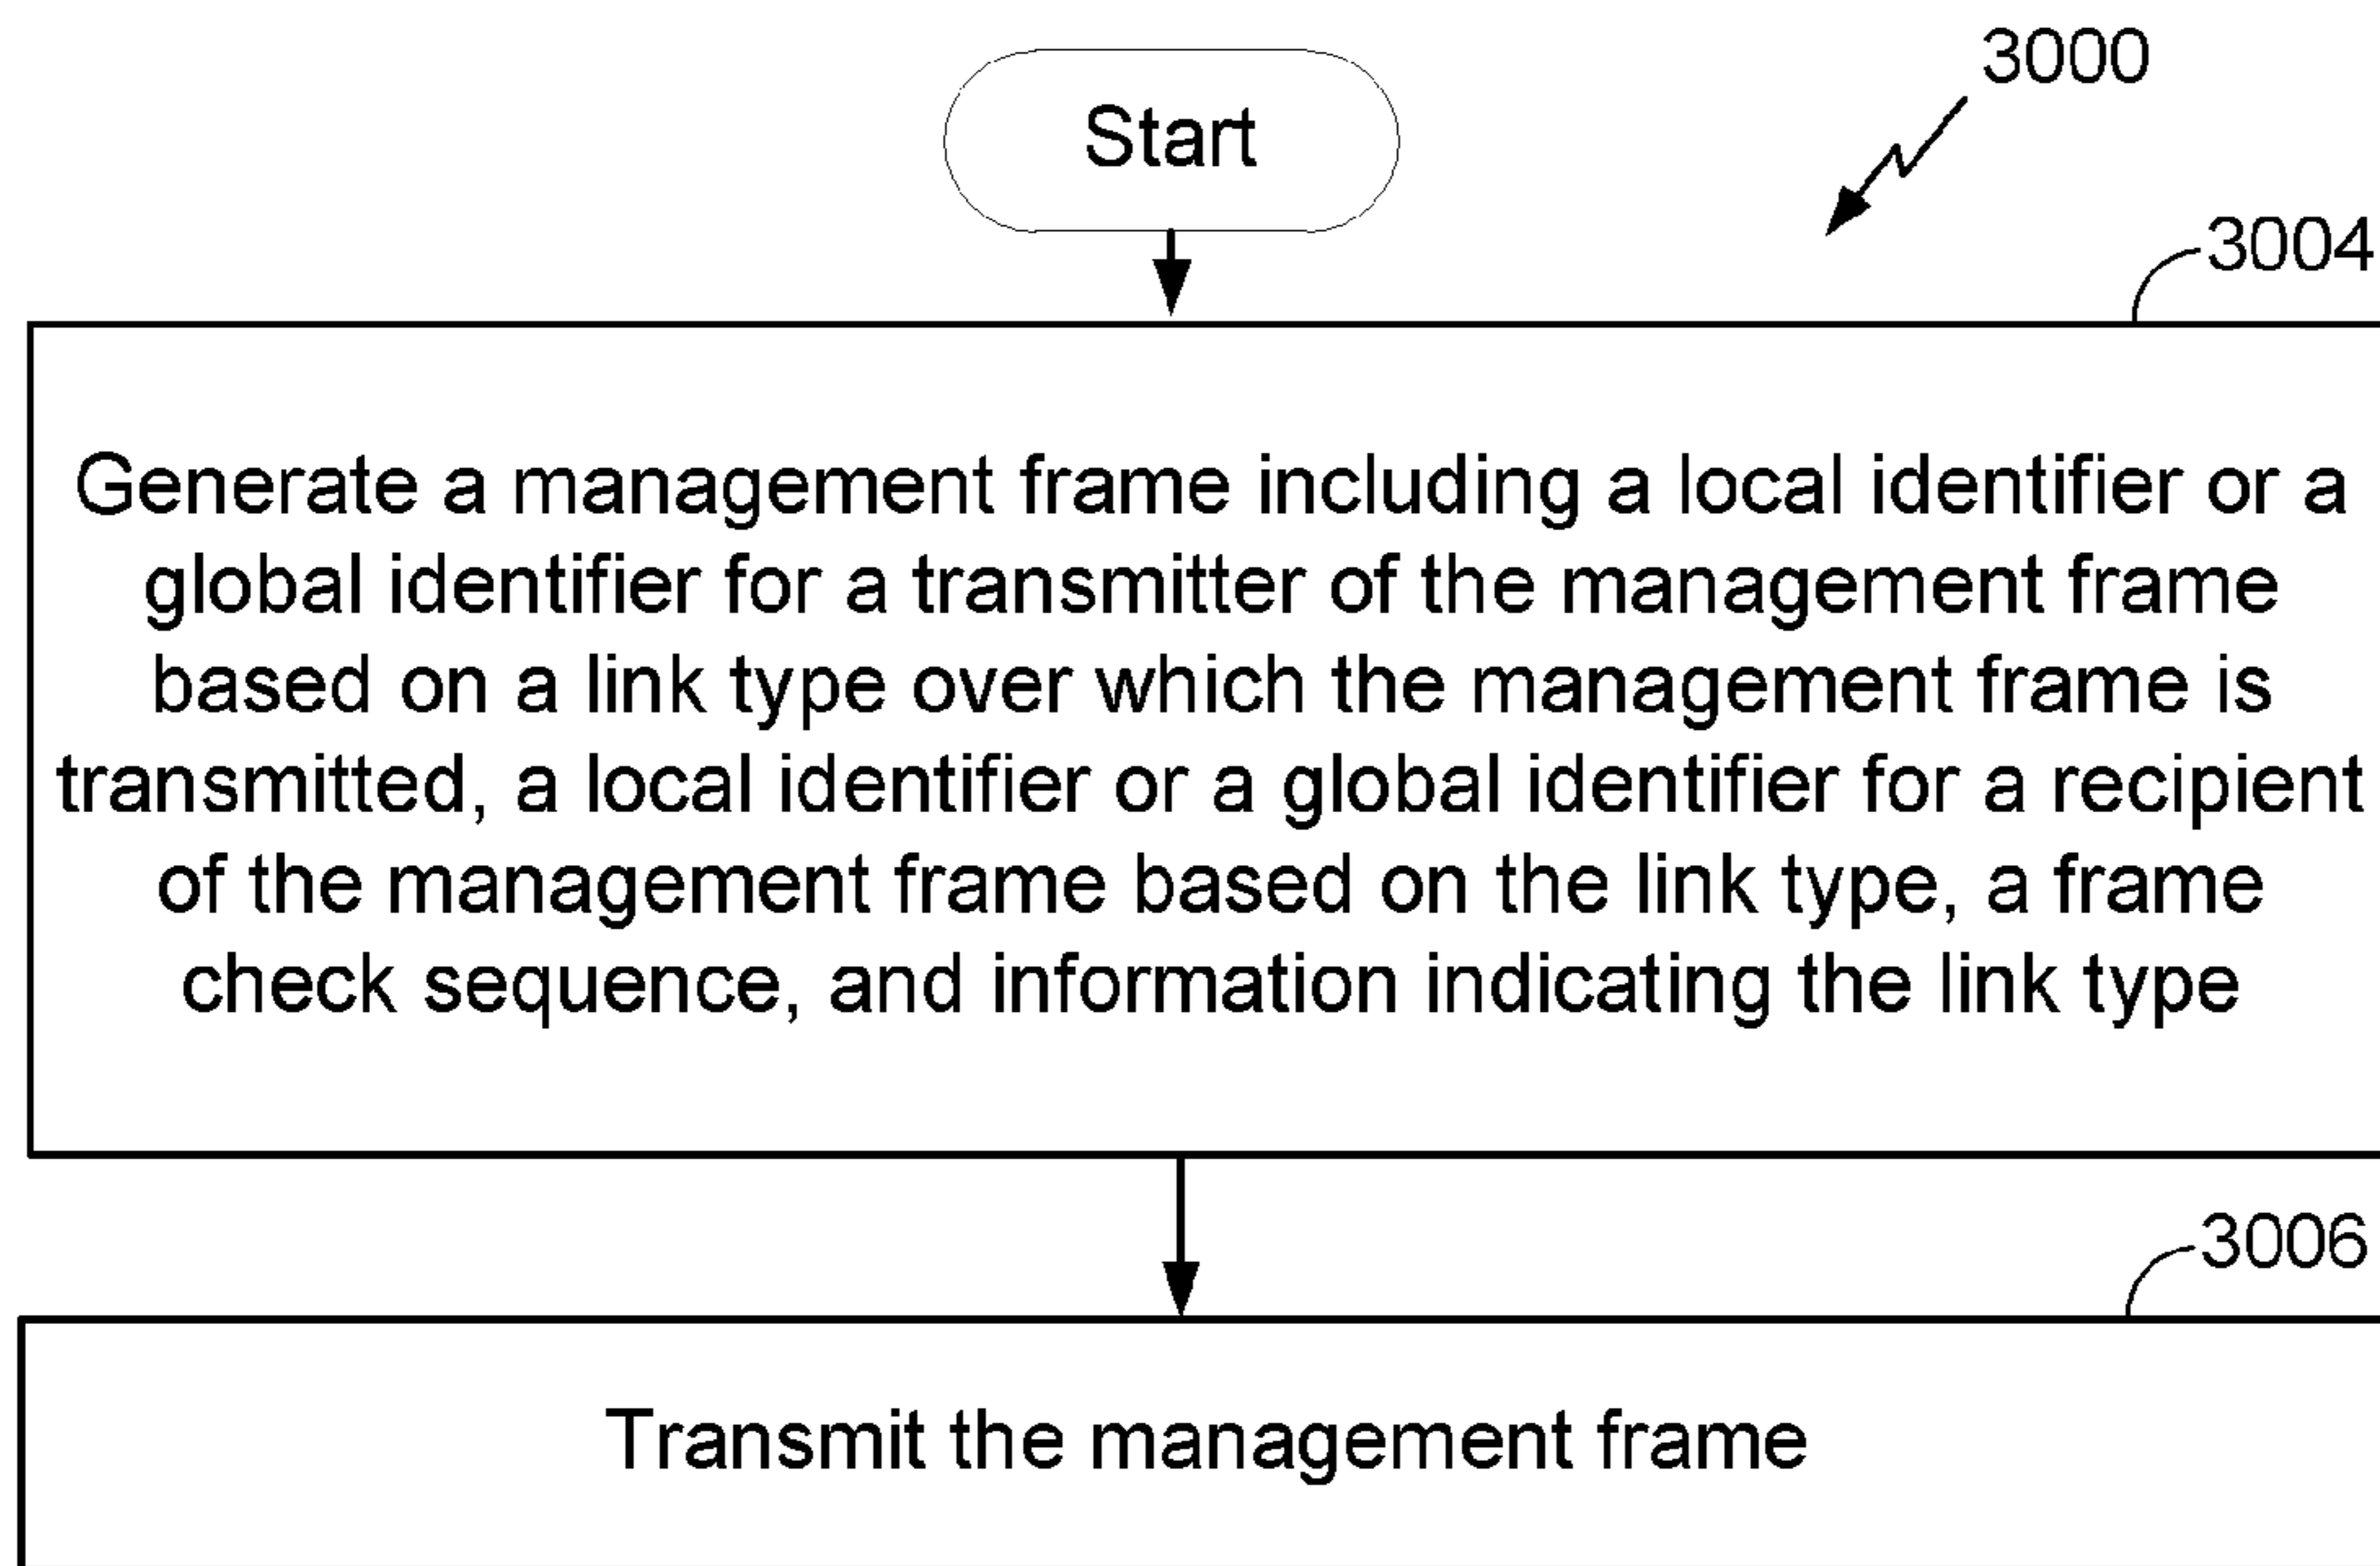 3000
Start
3004
Generate a management frame including a local identifier or a
global identifier for a transmitter of the management frame
based on a link type over which the management frame is
transmitted, a local identifier or a global identifier for a recipient
of the management frame based on the link type, a frame
check sequence, and information indicating the link type
3006
Transmit the management frame